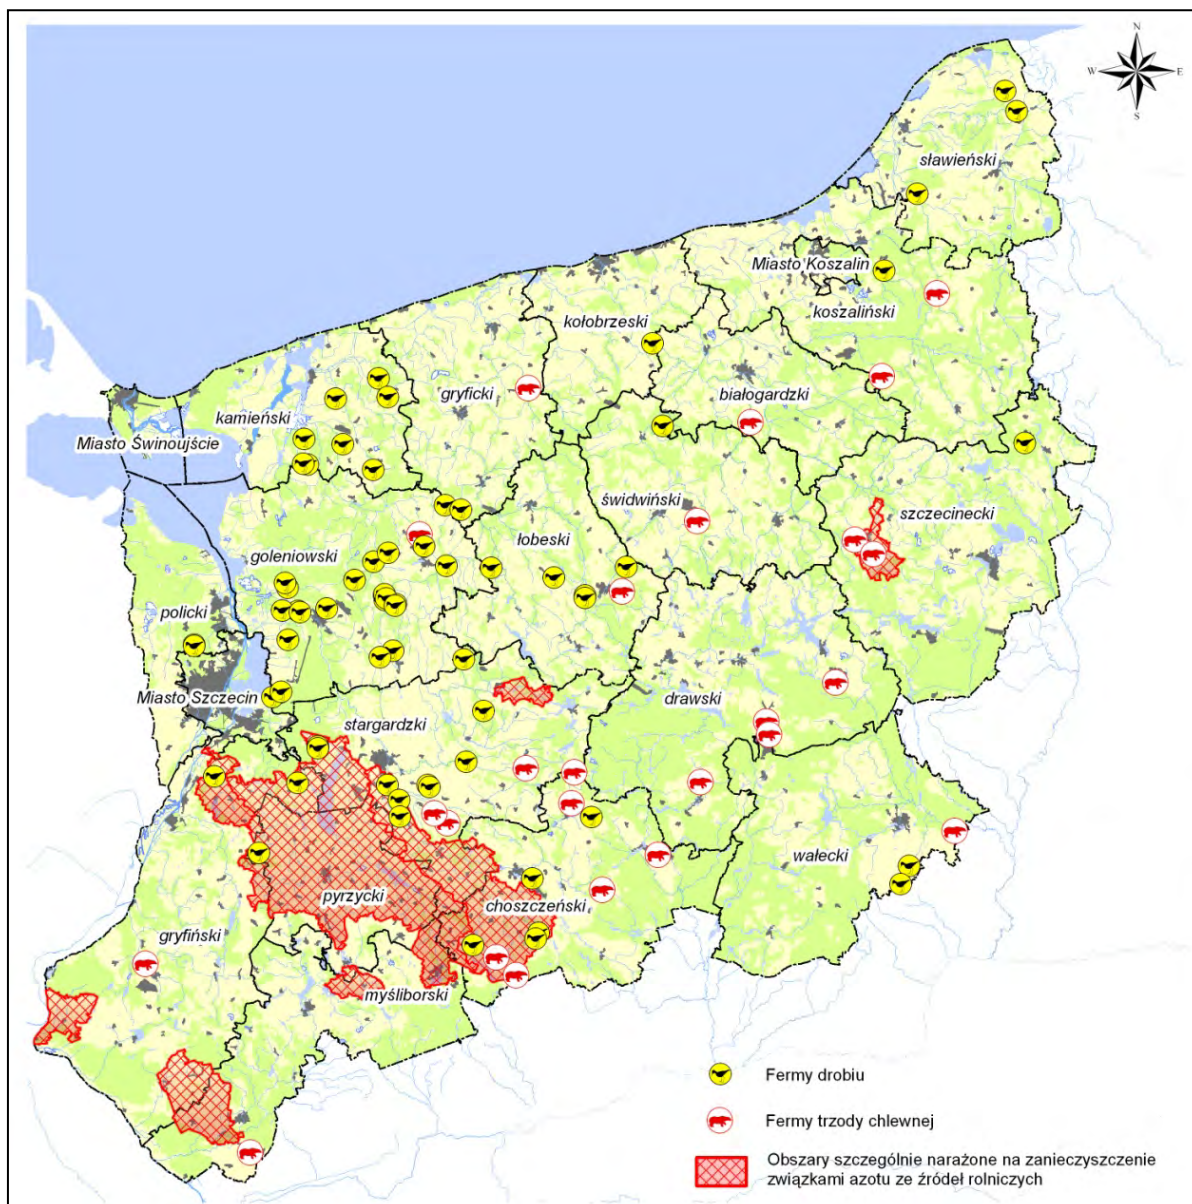 N
W
E
S
sławieński
Miasto Koszalin
koszaliński
kołobrzeski
gryficki
białogardzki
kamieński
Miasto Świnoujście
świdwiński
szczecinecki
łobeski
goleniowski
policki
Miasto Szczecin
drawski
stargardzki
wałecki
pyrzycki
choszczeński
gryfiński
myśliborski
Fermy drobiu
Fermy trzody chlewnej
Obszary szczególnie narażone na zanieczyszczenie
związkami azotu ze źródeł rolniczych